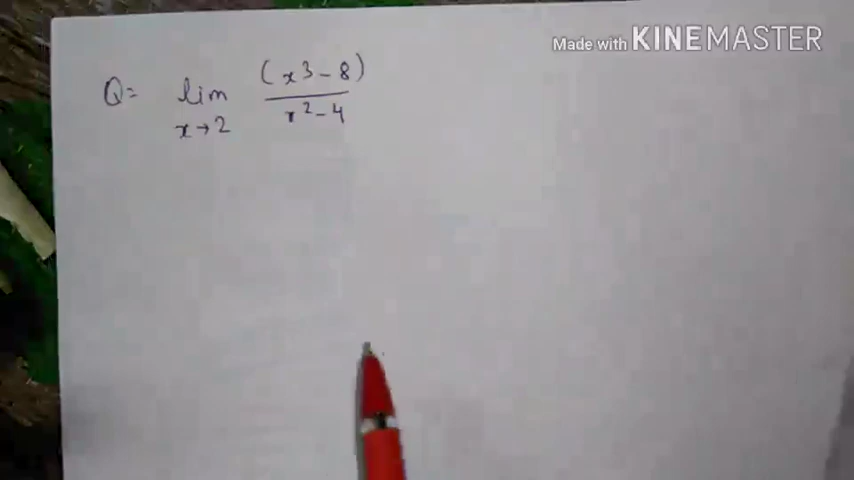 Made with KINEMASTER
Q= lim (x³-8)
x→2 x²-4